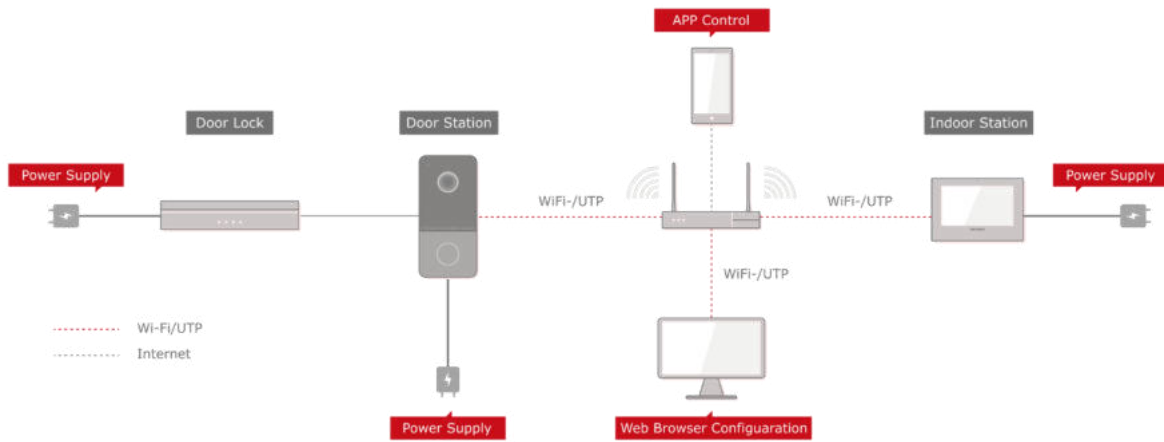 APP Control
Door Lock
Door Station
Indoor Station
Power Supply
Power Supply
WiFi-/UTP
WiFi-/UTP
WiFi-/UTP
Wi-Fi/UTP
Internet
Power Supply
Web Browser Configuaration